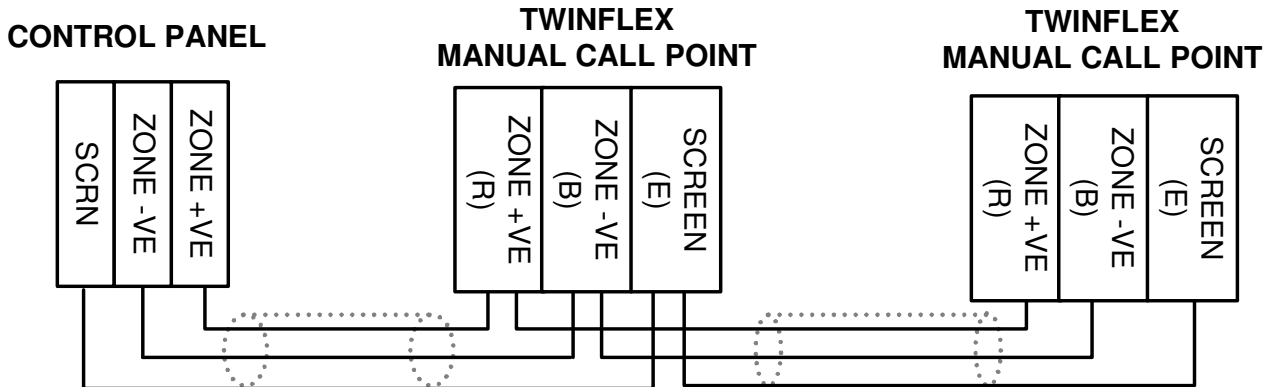 CONTROL PANEL
TWINFLEX
MANUAL CALL POINT
TWINFLEX
MANUAL CALL POINT
SCRN
ZONE -VE
ZONE +VE
ZONE +VE
(R)
ZONE -VE
(B)
SCREEN
(E)
ZONE +VE
(R)
ZONE -VE
(B)
SCREEN
(E)